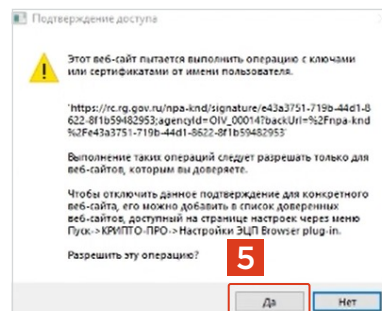 Подтверждение доступа
Этот веб-сайт пытается выполнить операцию с ключами
или сертификатами от имени пользователя.
'https://rc.rg.gov.ru/npa-knd/signature/e43a3751-719b-44d1-8
622-8f1b59482953;agencyId=OIV_00014?backUrl=%2Fnpa-knd
%2Fe43a3751-719b-44d1-8622-8f1b59482953'
Выполнение таких операций следует разрешать только для
веб-сайтов, которым вы доверяете.
Чтобы отключить данное подтверждение для конкретного
веб-сайта, его можно добавить в список доверенных
веб-сайтов, доступный на странице настроек через меню
Пуск->КРИПТО-ПРО->Настройки ЭЦП Browser plug-in.
Разрешить эту операцию?
5
Да Нет